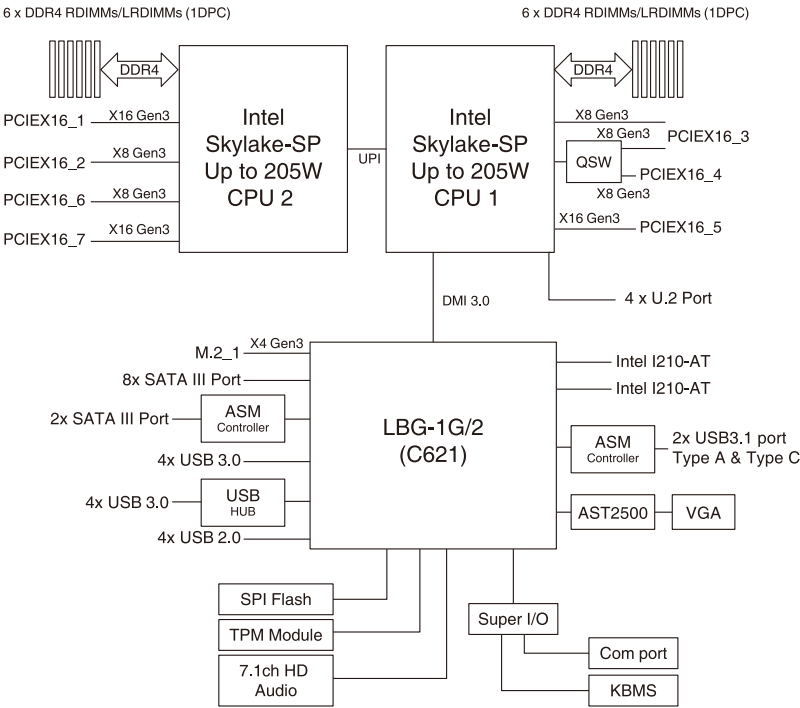 6 x DDR4 RDIMMs/LRDIMMs (1DPC)
6 x DDR4 RDIMMs/LRDIMMs (1DPC)
DDR4
DDR4
Intel
Skylake-SP
Up to 205W
CPU 2
UPI
Intel
Skylake-SP
Up to 205W
CPU 1
PCIEX16_1
X16 Gen3
PCIEX16_2
X8 Gen3
PCIEX16_6
X8 Gen3
PCIEX16_7
X16 Gen3
X8 Gen3
X8 Gen3
PCIEX16_3
QSW
PCIEX16_4
X8 Gen3
X16 Gen3
PCIEX16_5
DMI 3.0
4 x U.2 Port
M.2_1
X4 Gen3
8x SATA III Port
2x SATA III Port
ASM
Controller
4x USB 3.0
4x USB 3.0
USB
HUB
4x USB 2.0
LBG-1G/2
(C621)
Intel I210-AT
Intel I210-AT
ASM
Controller
2x USB3.1 port
Type A & Type C
AST2500
VGA
SPI Flash
TPM Module
7.1ch HD
Audio
Super I/O
Com port
KBMS